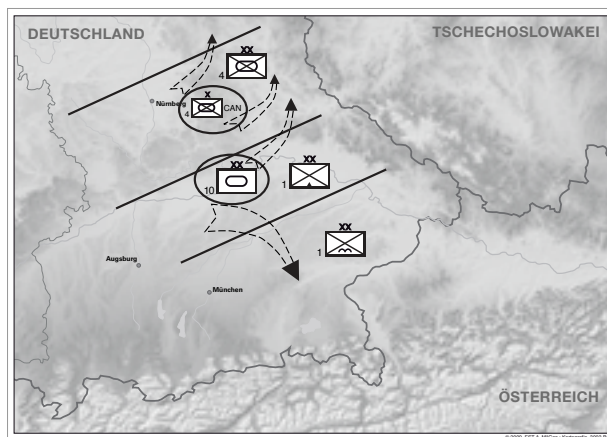 DEUTSCHLAND
TSCHECHOSLOWAKEI
XX
4
X
Nürnberg
4
CAN
XX
10
XX
1
XX
1
Augsburg
München
ÖSTERREICH